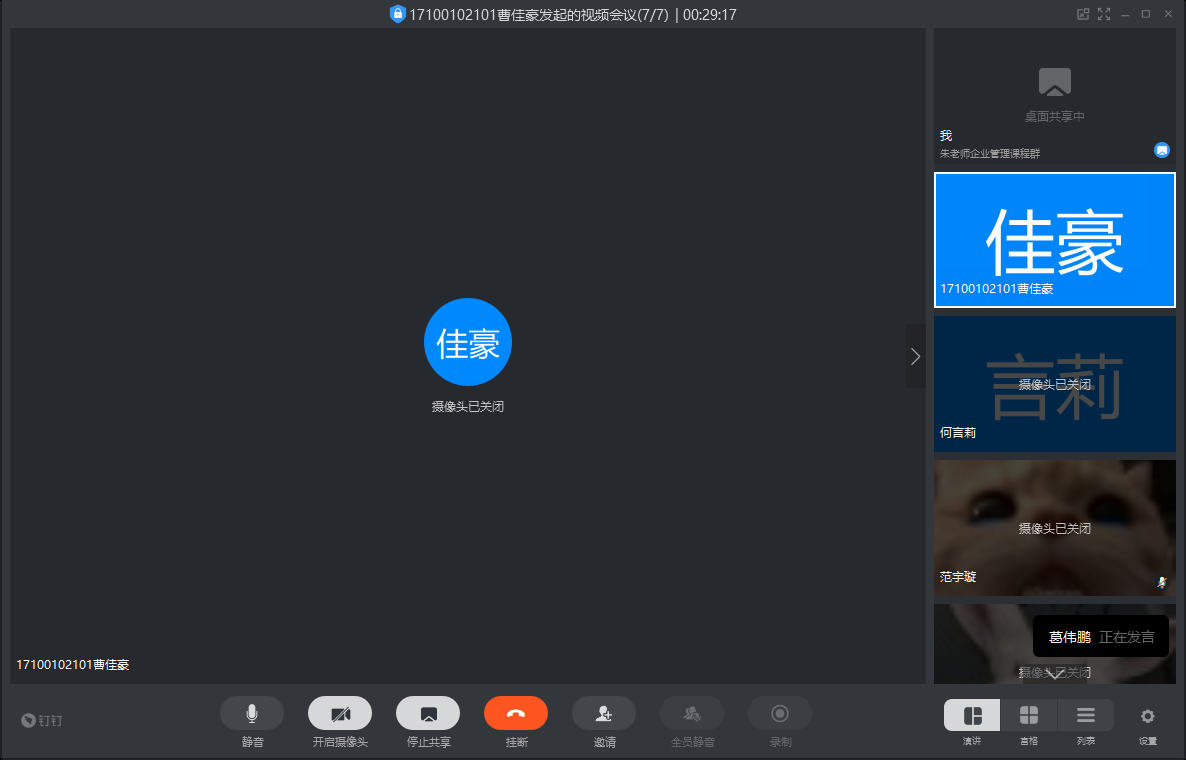 17100102101曹佳豪发起的视频会议(7/7) | 00:29:17
桌面共享中
我
朱老师企业管理课程群
佳豪
17100102101曹佳豪
佳豪
摄像头已关闭
言莉
摄像头已关闭
何言莉
摄像头已关闭
范宇璇
葛伟鹏 正在发言
摄像头已关闭
17100102101曹佳豪
钉钉
静音
开启摄像头
停止共享
挂断
邀请
全员静音
录制
演讲
宫格
列表
设置